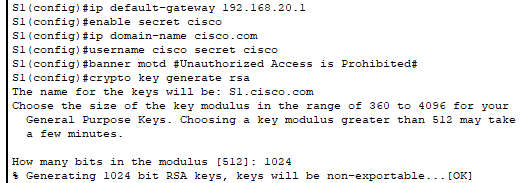 S1(config)#ip default-gateway 192.168.20.1
S1(config)#enable secret cisco
S1(config)#ip domain-name cisco.com
S1(config)#username cisco secret cisco
S1(config)#banner motd #Unauthorized Access is Prohibited#
S1(config)#crypto key generate rsa
The name for the keys will be: S1.cisco.com
Choose the size of the key modulus in the range of 360 to 4096 for your
General Purpose Keys. Choosing a key modulus greater than 512 may take
a few minutes.
How many bits in the modulus [512]: 1024
% Generating 1024 bit RSA keys, keys will be non-exportable...[OK]